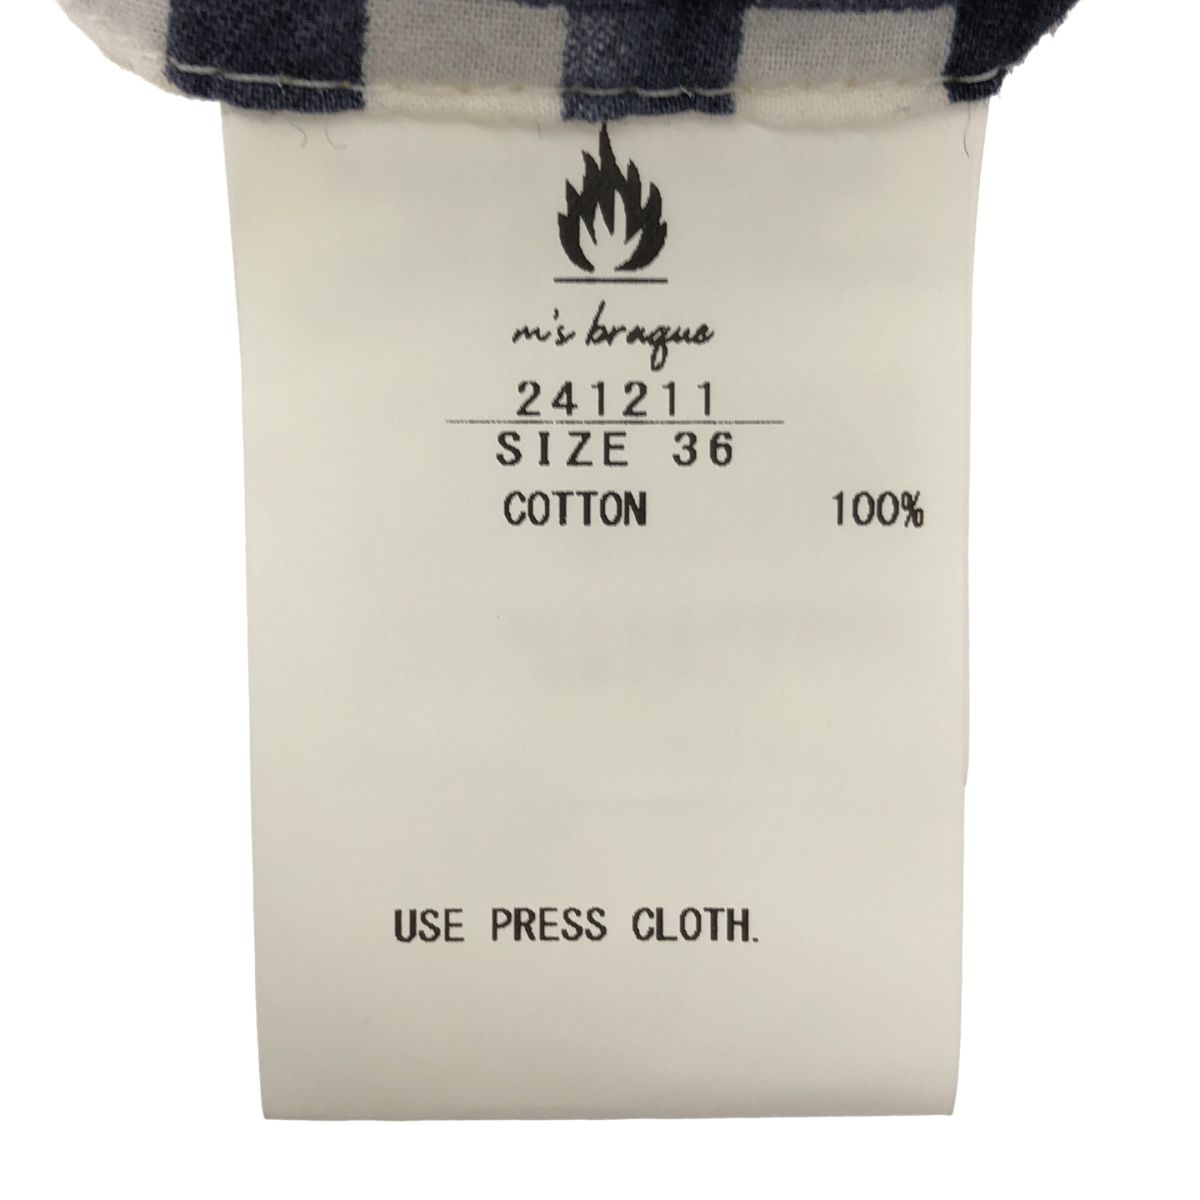 m's braque
241211
SIZE 36
COTTON 100%
USE PRESS CLOTH.